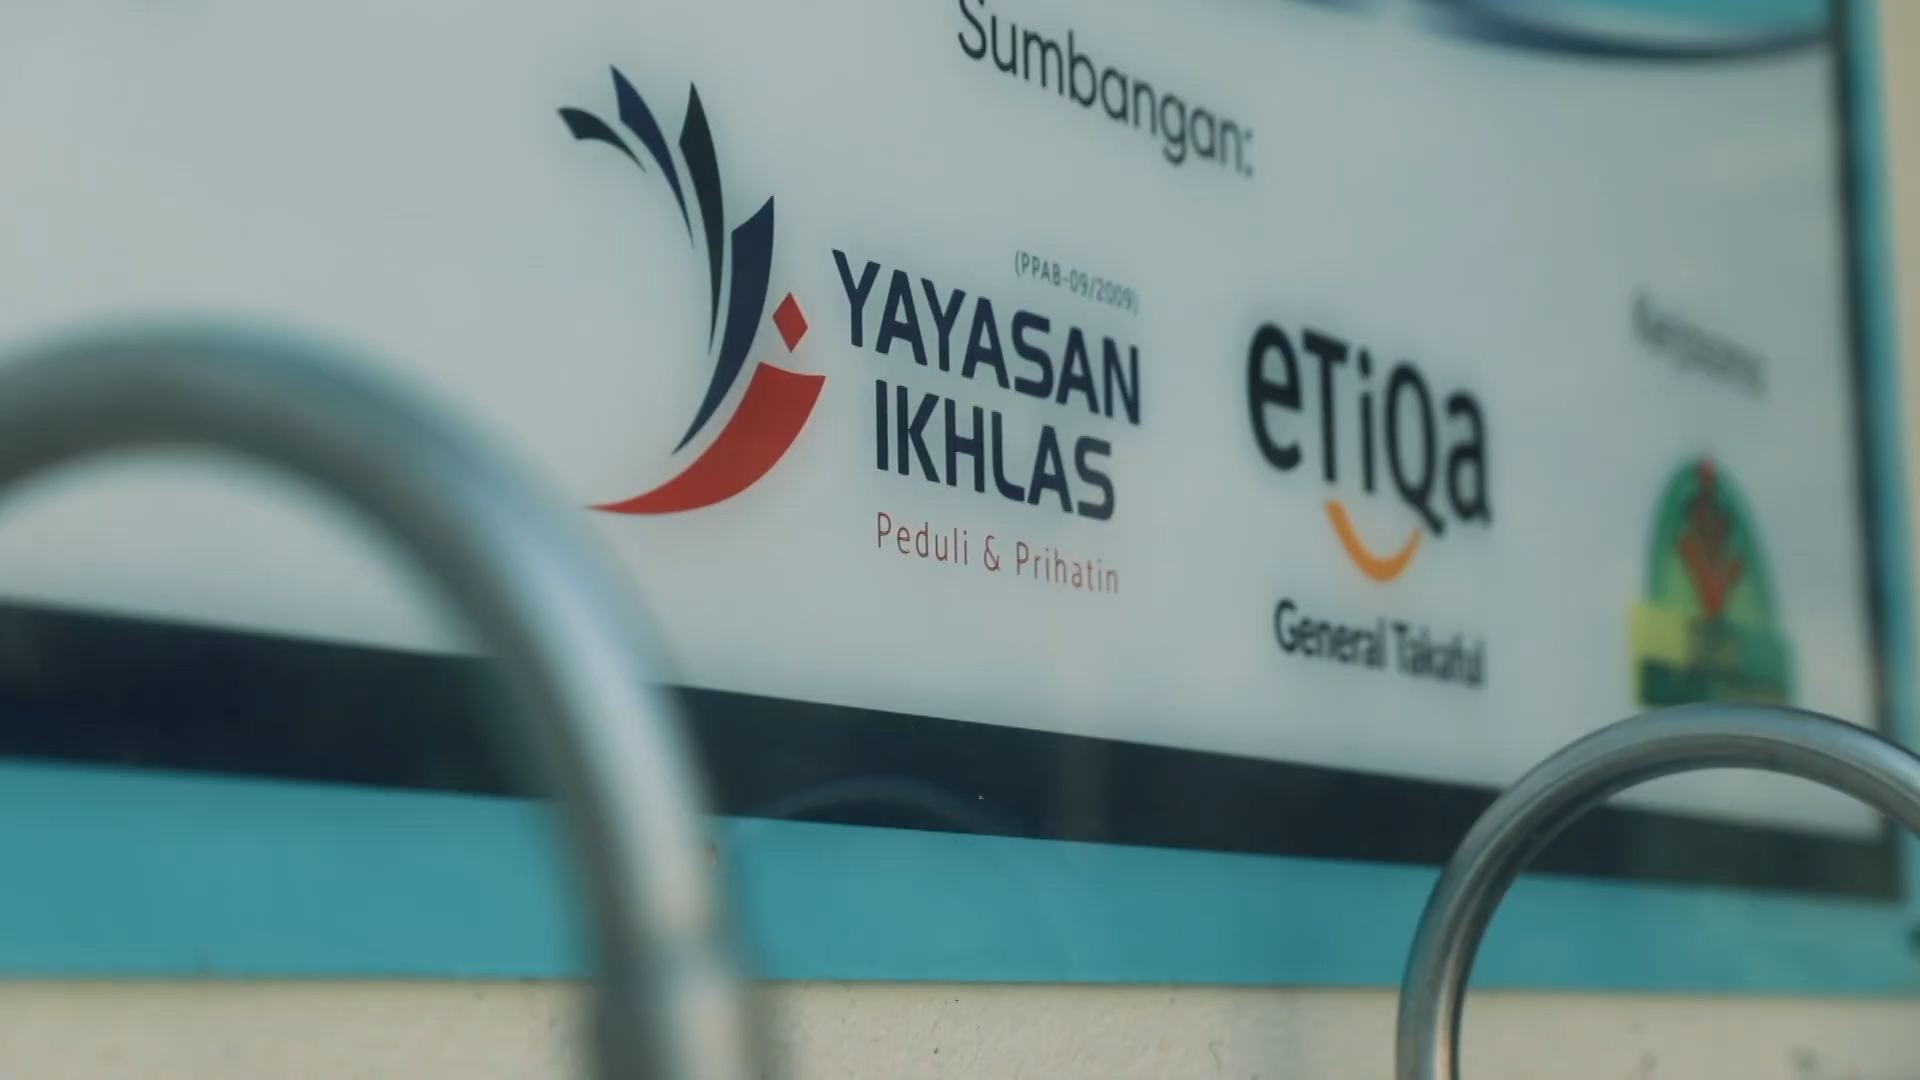 Sumbangan:
(PPAB-09/2009)
YAYASAN
IKHLAS
Peduli & Prihatin
eTiQa
General Takaful